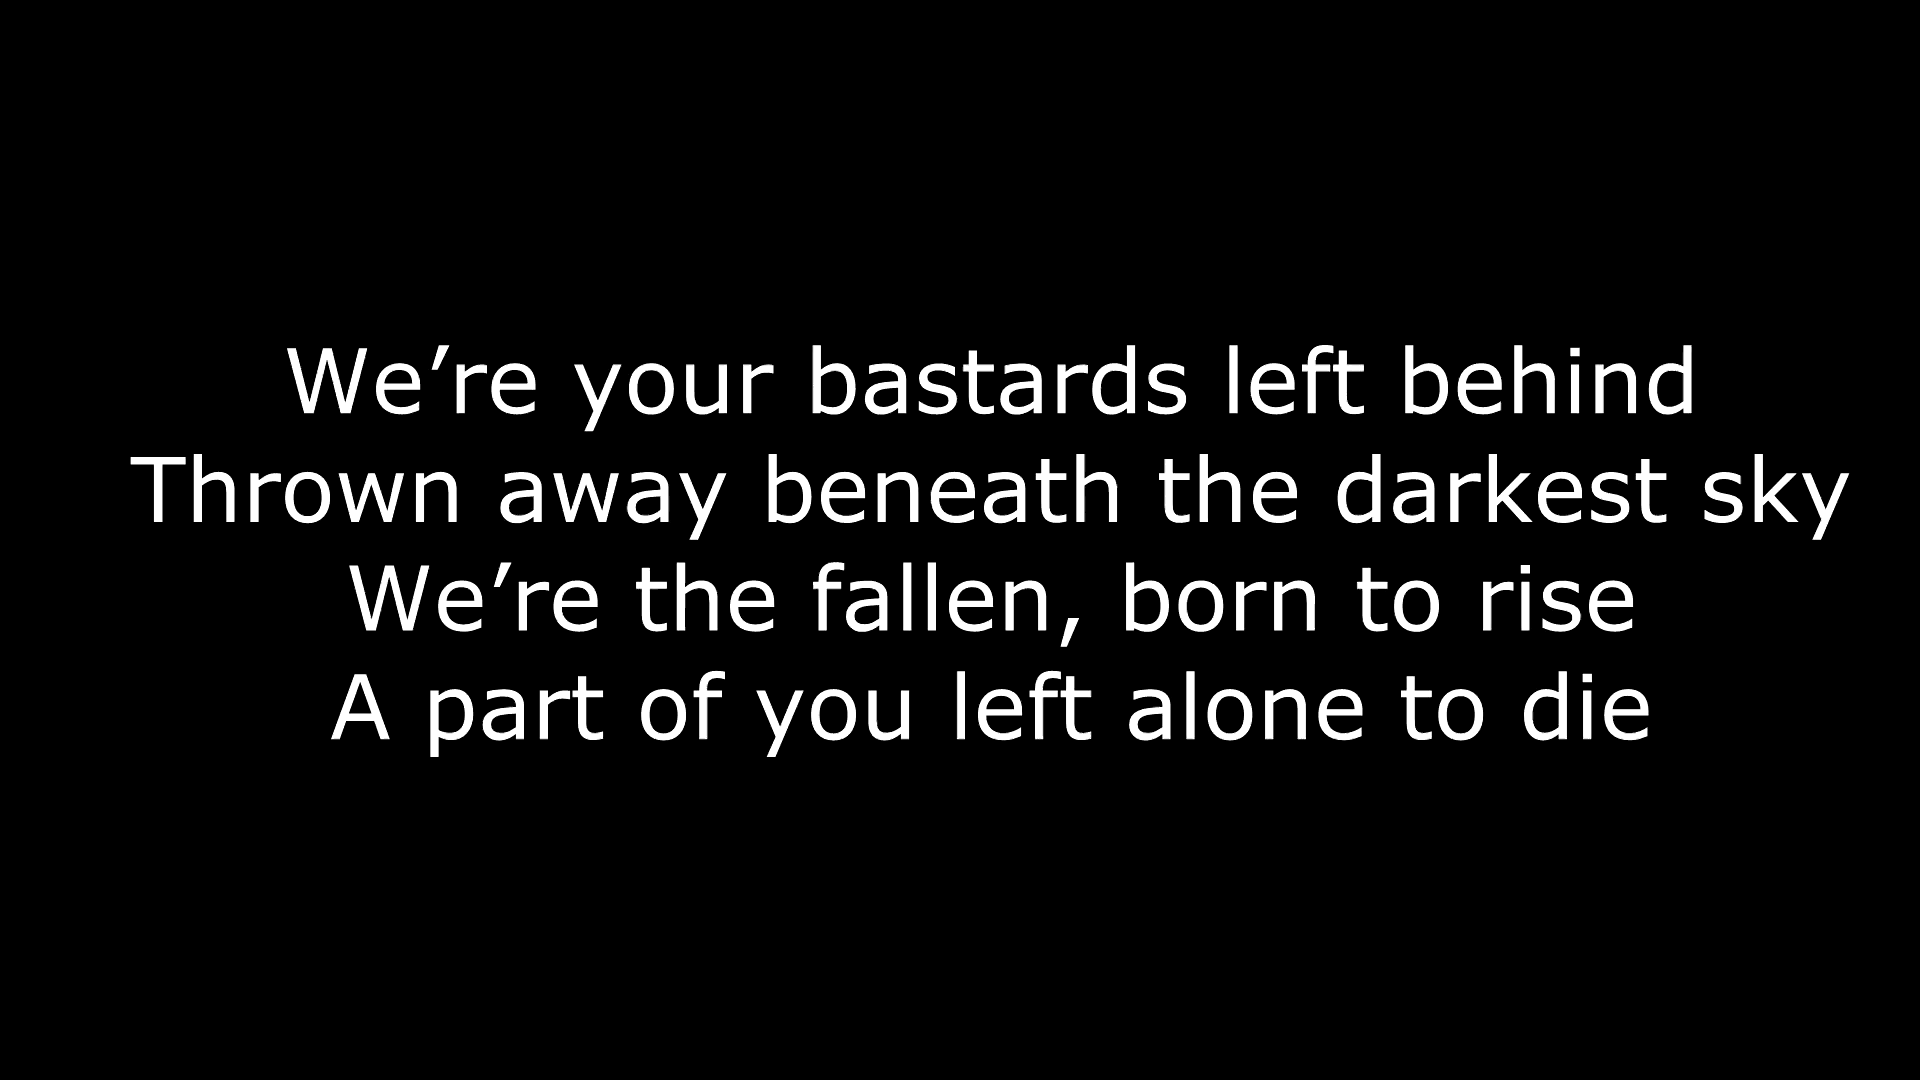 We’re your bastards left behind
Thrown away beneath the darkest sky
We’re the fallen, born to rise
A part of you left alone to die